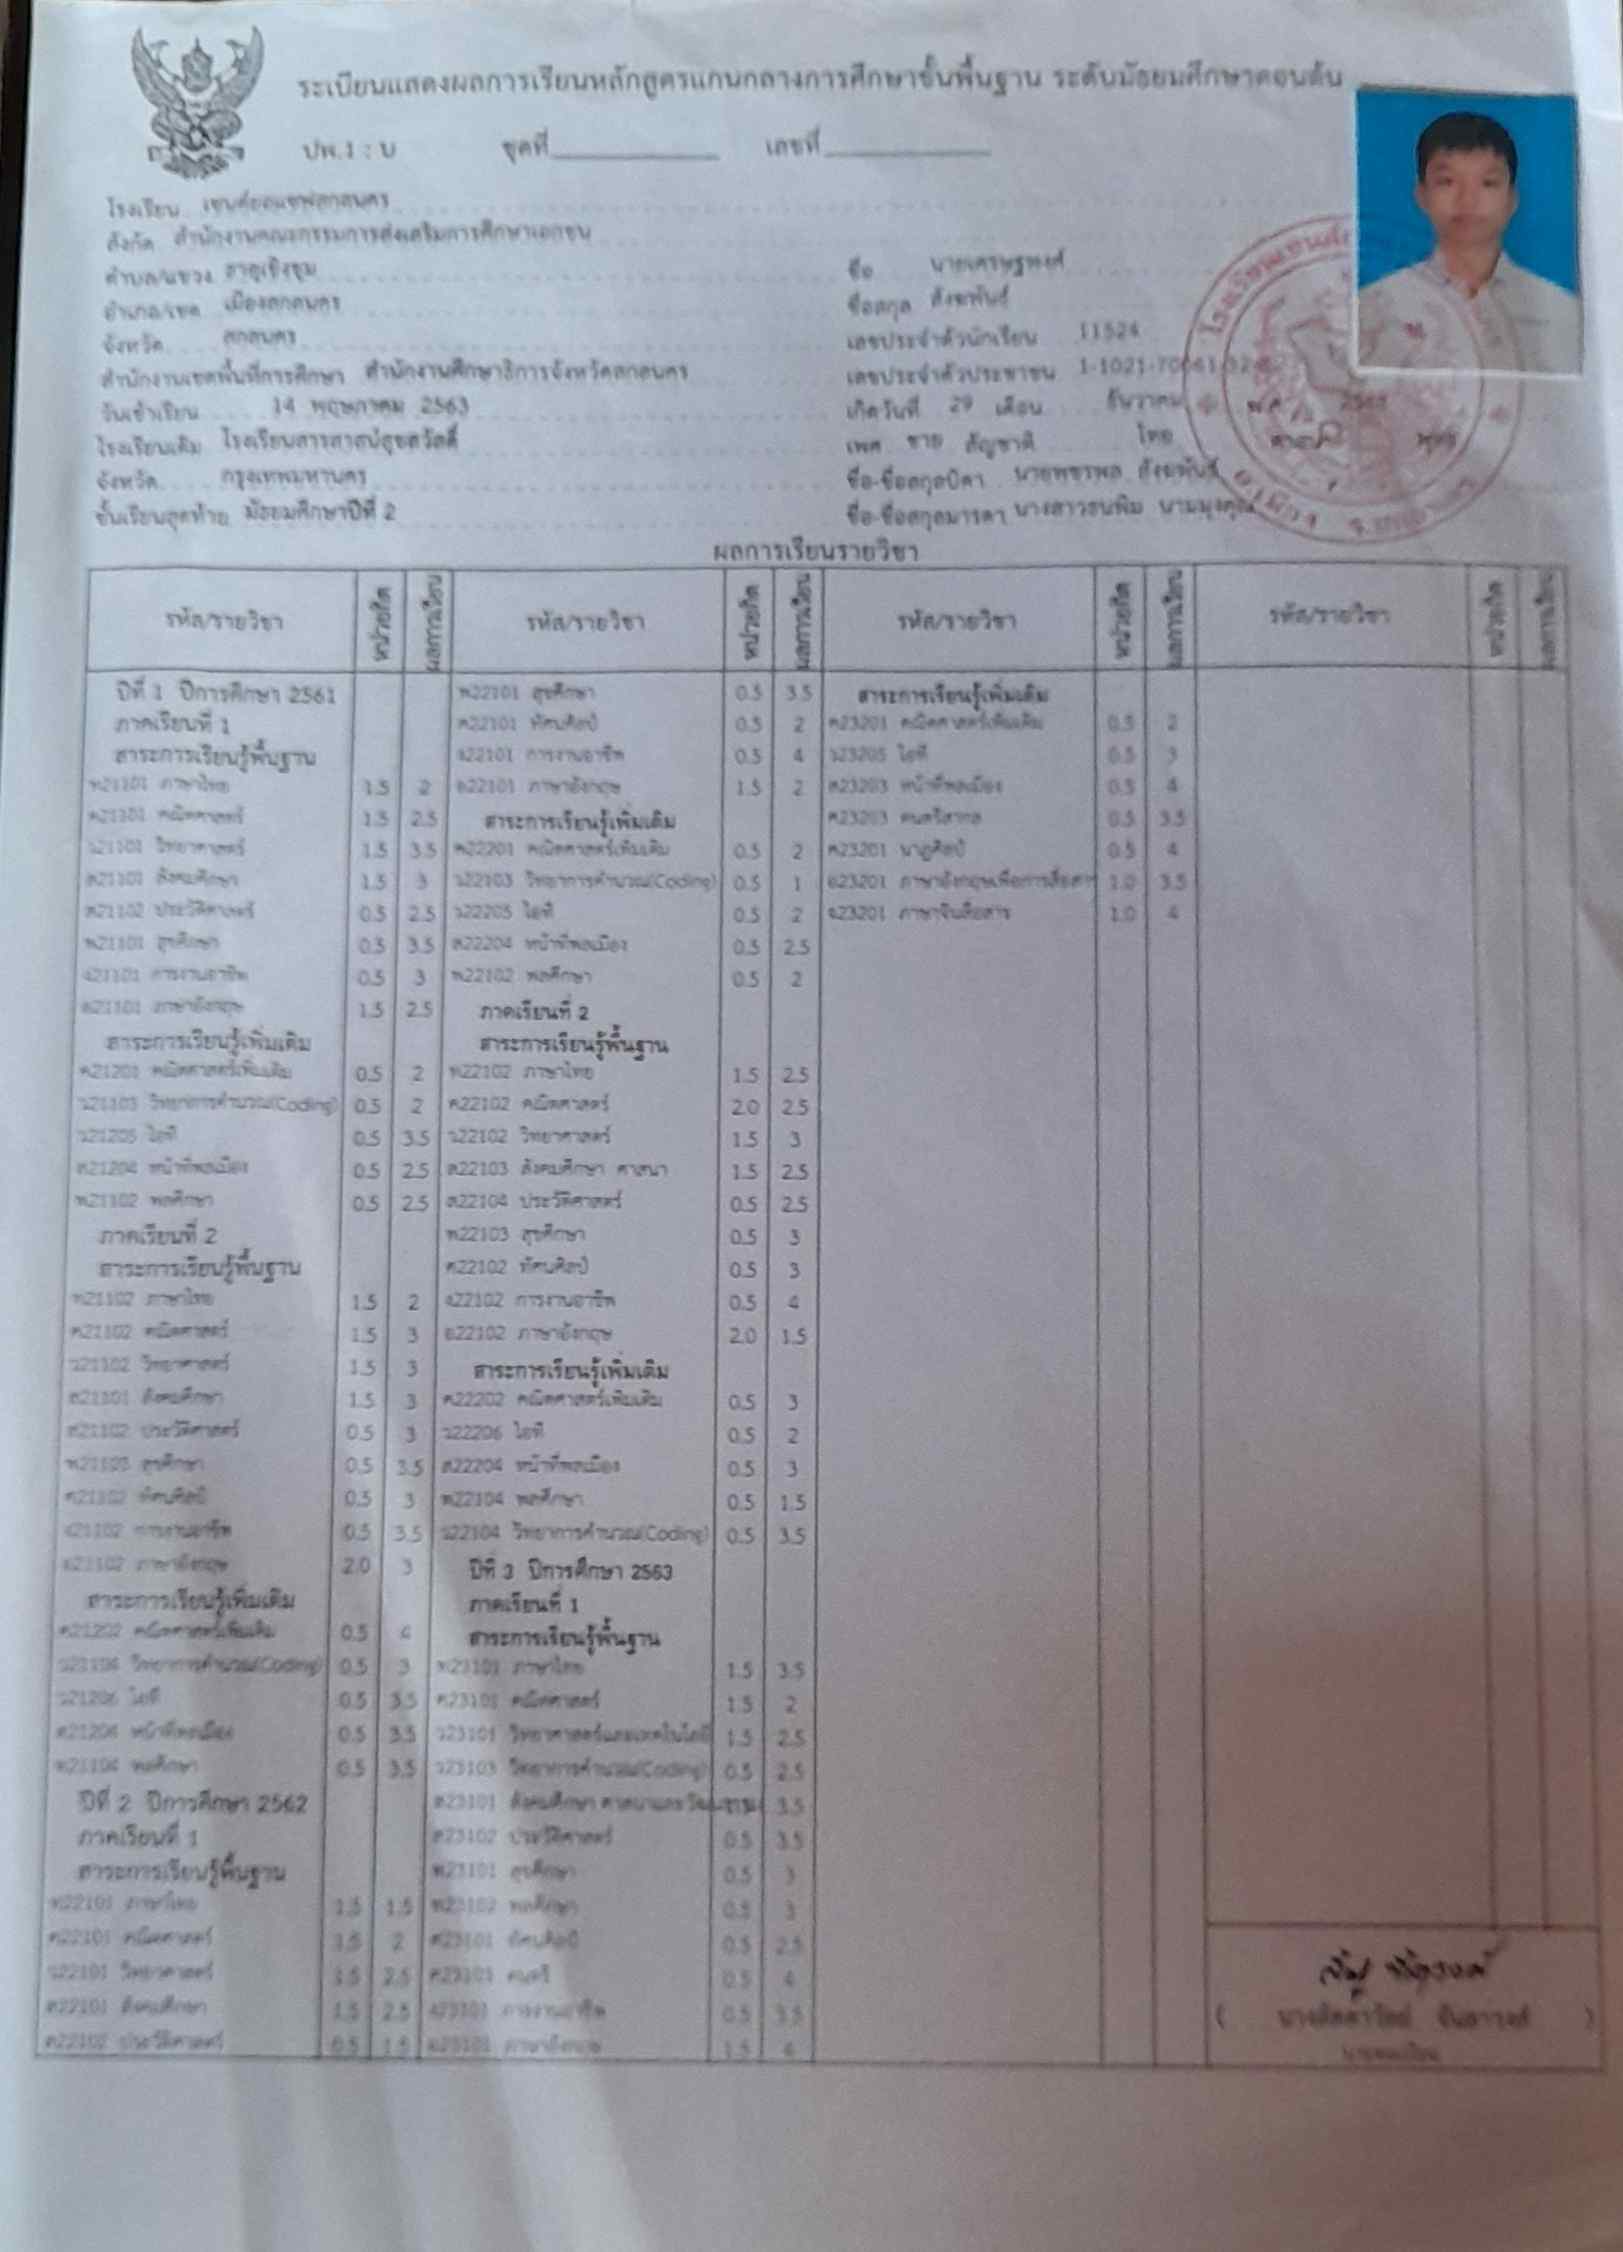 ระเบียนแสดงผลการเรียนหลักสูตรแกนกลางการศึกษาขั้นพื้นฐาน ระดับมัธยมศึกษาตอนต้น
ปพ.1 : บ ชุดที่ เลขที่
โรงเรียน เซนต์ยอแซฟสกลนคร
สังกัด สำนักงานคณะกรรมการส่งเสริมการศึกษาเอกชน
ตำบล/แขวง ธาตุเชิงชุม
อำเภอ/เขต เมืองสกลนคร
จังหวัด สกลนคร
สำนักงานเขตพื้นที่การศึกษา สำนักงานศึกษาธิการจังหวัดสกลนคร
วันเข้าเรียน 14 พฤษภาคม 2563
โรงเรียนเดิม โรงเรียนสารสาสน์สุขสวัสดิ์
จังหวัด กรุงเทพมหานคร
ชั้นเรียนสุดท้าย มัธยมศึกษาปีที่ 2
ชื่อ นายเศรษฐพงศ์
ชื่อสกุล สังฆพันธ์
เลขประจำตัวนักเรียน 11524
เลขประจำตัวประชาชน
เกิดวันที่ 29 เดือน ธันวาคม พ.ศ.
เพศ ชาย สัญชาติ ไทย ศาสนา พุทธ
ชื่อ-ชื่อสกุลบิดา นายพชรพล สังฆพันธ์
ชื่อ-ชื่อสกุลมารดา นางสาวธนพิม
ผลการเรียนรายวิชา
รหัส/รายวิชา หน่วยกิต ผลการเรียน
ปีที่ 1 ปีการศึกษา 2561
ภาคเรียนที่ 1
สาระการเรียนรู้พื้นฐาน
ท21101 ภาษาไทย 1.5 2
ค21101 คณิตศาสตร์ 1.5 2.5
ว21101 วิทยาศาสตร์ 1.5 3.5
ส21101 สังคมศึกษา 1.5 3
ส21102 ประวัติศาสตร์ 0.5 2.5
พ21101 สุขศึกษา 0.5 3.5
ง21101 การงานอาชีพ 0.5 3
อ21101 ภาษาอังกฤษ 1.5 2.5
สาระการเรียนรู้เพิ่มเติม
ค21201 คณิตศาสตร์เพิ่มเติม 0.5 2
ว21103 วิทยาการคำนวณ(Coding) 0.5 2
ว21205 ไอที 0.5 3.5
ส21204 หน้าที่พลเมือง 0.5 2.5
พ21102 พลศึกษา 0.5 2.5
ภาคเรียนที่ 2
สาระการเรียนรู้พื้นฐาน
ท21102 ภาษาไทย 1.5 2
ค21102 คณิตศาสตร์ 1.5 3
ว21102 วิทยาศาสตร์ 1.5 3
ส21101 สังคมศึกษา 1.5 3
ส21102 ประวัติศาสตร์ 0.5 3
พ21103 สุขศึกษา 0.5 3.5
ศ21102 ทัศนศิลป์ 0.5 3
ง21102 การงานอาชีพ 0.5 3.5
อ21102 ภาษาอังกฤษ 2.0 3
สาระการเรียนรู้เพิ่มเติม
ค21202 คณิตศาสตร์เพิ่มเติม 0.5 4
ว21104 วิทยาการคำนวณ(Coding) 0.5 3
ว21206 ไอที 0.5 3.5
ส21204 หน้าที่พลเมือง 0.5 3.5
พ21104 พลศึกษา 0.5 3.5
ปีที่ 2 ปีการศึกษา 2562
ภาคเรียนที่ 1
สาระการเรียนรู้พื้นฐาน
ท22101 ภาษาไทย 1.5 1.5
ค22101 คณิตศาสตร์ 1.5 2
ว22101 วิทยาศาสตร์ 1.5 2.5
ส22101 สังคมศึกษา 1.5 2.5
ส22102 ประวัติศาสตร์ 0.5 1.5
รหัส/รายวิชา หน่วยกิต ผลการเรียน
พ22101 สุขศึกษา 0.5 3.5
ศ22101 ทัศนศิลป์ 0.5 2
ง22101 การงานอาชีพ 0.5 4
อ22101 ภาษาอังกฤษ 1.5 2
สาระการเรียนรู้เพิ่มเติม
ค22201 คณิตศาสตร์เพิ่มเติม 0.5 2
ว22103 วิทยาการคำนวณ(Coding) 0.5 1
ว22205 ไอที 0.5 2
ส22204 หน้าที่พลเมือง 0.5 2.5
พ22102 พลศึกษา 0.5 2
ภาคเรียนที่ 2
สาระการเรียนรู้พื้นฐาน
ท22102 ภาษาไทย 1.5 2.5
ค22102 คณิตศาสตร์ 2.0 2.5
ว22102 วิทยาศาสตร์ 1.5 3
ส22103 สังคมศึกษา ศาสนา 1.5 2.5
ส22104 ประวัติศาสตร์ 0.5 2.5
พ22103 สุขศึกษา 0.5 3
ศ22102 ทัศนศิลป์ 0.5 3
ง22102 การงานอาชีพ 0.5 4
อ22102 ภาษาอังกฤษ 2.0 1.5
สาระการเรียนรู้เพิ่มเติม
ค22202 คณิตศาสตร์เพิ่มเติม 0.5 3
ว22206 ไอที 0.5 2
ส22204 หน้าที่พลเมือง 0.5 3
พ22104 พลศึกษา 0.5 1.5
ว22104 วิทยาการคำนวณ(Coding) 0.5 3.5
ปีที่ 3 ปีการศึกษา 2563
ภาคเรียนที่ 1
สาระการเรียนรู้พื้นฐาน
ท23101 ภาษาไทย 1.5 3.5
ค23101 คณิตศาสตร์ 1.5 2
ว23101 วิทยาศาสตร์และเทคโนโลยี 1.5 2.5
ว23103 วิทยาการคำนวณ(Coding) 0.5 2.5
ส23101 สังคมศึกษา ศาสนาและวัฒนธรรม 3.5
ส23102 ประวัติศาสตร์ 0.5 3.5
พ23101 สุขศึกษา 0.5 3
พ23102 พลศึกษา 0.5 3
ศ23101 ทัศนศิลป์ 0.5 2.5
ศ23101 ดนตรี 0.5 4
ง23101 การงานอาชีพ 0.5 3.5
อ23101 ภาษาอังกฤษ 1.5 4
รหัส/รายวิชา หน่วยกิต ผลการเรียน
สาระการเรียนรู้เพิ่มเติม
ค23201 คณิตศาสตร์เพิ่มเติม 0.5 2
ว23205 ไอที 0.5 3
ส23203 หน้าที่พลเมือง 0.5 4
ศ23203 ดนตรีสากล 0.5 3.5
ศ23201 นาฏศิลป์ 0.5 4
อ23201 ภาษาอังกฤษเพื่อการสื่อสาร 1.0 3.5
จ23201 ภาษาจีนสื่อสาร 1.0 4
รหัส/รายวิชา หน่วยกิต ผลการเรียน
นายทะเบียน